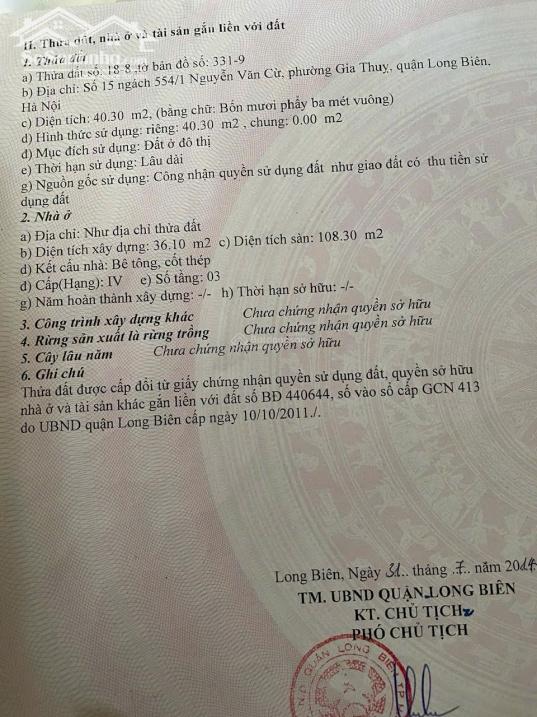 II. Thửa đất, nhà ở và tài sản gắn liền với đất
1. Thửa đất
a) Thửa đất số: 18-8 ,tờ bản đồ số: 331-9
b) Địa chỉ: Số 15 ngách 554/1 Nguyễn Văn Cừ, phường Gia Thuỵ, quận Long Biên,
Hà Nội
c) Diện tích: 40.30 m2, (bằng chữ: Bốn mươi phẩy ba mét vuông)
d) Hình thức sử dụng: riêng: 40.30 m2 , chung: 0.00 m2
đ) Mục đích sử dụng: Đất ở đô thị
e) Thời hạn sử dụng: Lâu dài
g) Nguồn gốc sử dụng: Công nhận quyền sử dụng đất như giao đất có thu tiền sử
dụng đất
2. Nhà ở
a) Địa chỉ: Như địa chỉ thửa đất
b) Diện tích xây dựng: 36.10 m2 c) Diện tích sàn: 108.30 m2
d) Kết cấu nhà: Bê tông, cốt thép
đ) Cấp(Hạng): IV e) Số tầng: 03
g) Năm hoàn thành xây dựng: -/- h) Thời hạn sở hữu: -/-
3. Công trình xây dựng khác Chưa chứng nhận quyền sở hữu
4. Rừng sản xuất là rừng trồng Chưa chứng nhận quyền sở hữu
5. Cây lâu năm Chưa chứng nhận quyền sở hữu
6. Ghi chú
Thửa đất được cấp đổi từ giấy chứng nhận quyền sử dụng đất, quyền sở hữu
nhà ở và tài sản khác gắn liền với đất số BĐ 440644, số vào sổ cấp GCN 413
do UBND quận Long Biên cấp ngày 10/10/2011./.
Long Biên, Ngày 31.. tháng .7.. năm 2014
TM. UBND QUẬN LONG BIÊN
KT. CHỦ TỊCH
PHÓ CHỦ TỊCH
N.D QUẬN LONG BIÊN T.P